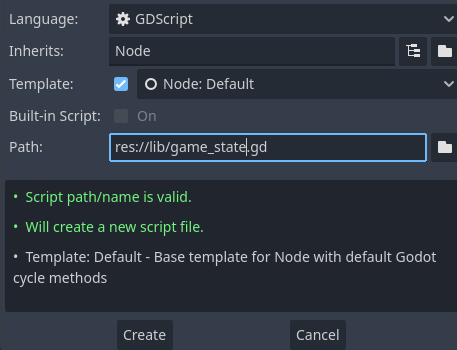 Language: GDScript
Inherits: Node
Template: Node: Default
Built-in Script: On
Path: res://lib/game_state.gd
• Script path/name is valid.
• Will create a new script file.
• Template: Default - Base template for Node with default Godot
cycle methods
Create Cancel